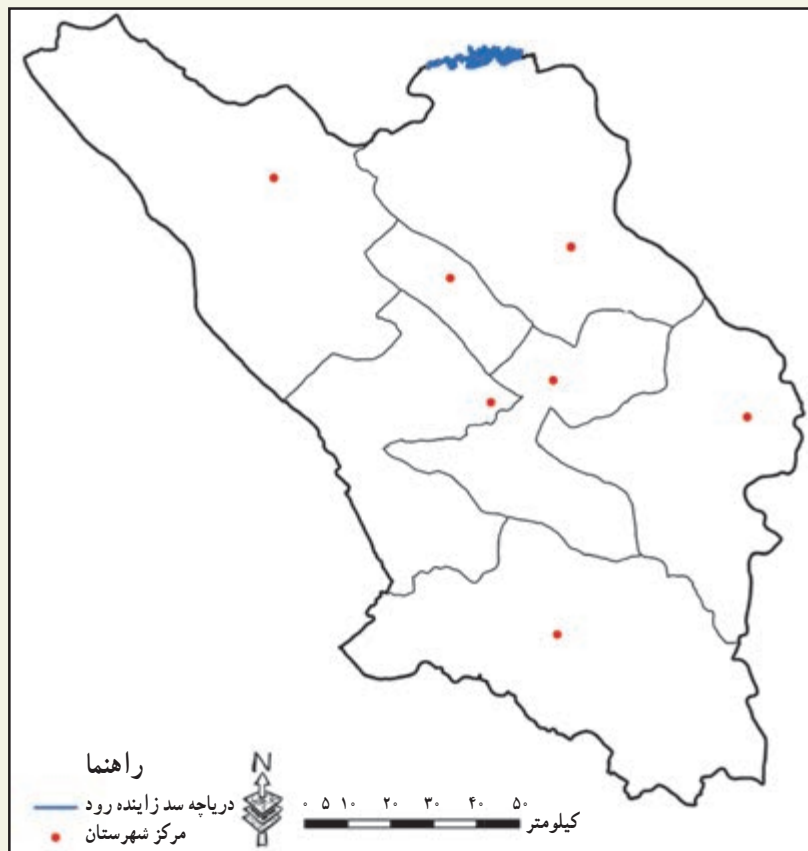 راهنما
دریاچه سد زاینده رود
مرکز شهرستان
N
۰ ۵ ۱۰ ۲۰ ۳۰ ۴۰ ۵۰
کیلومتر